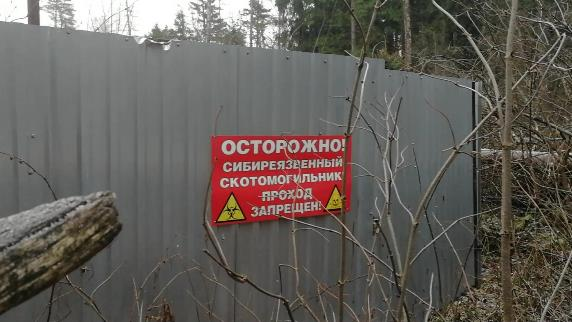 ОСТОРОЖНО!
СИБИРЕЯЗВЕННЫЙ
СКОТОМОГИЛЬНИК
ПРОХОД
ЗАПРЕЩЕН!